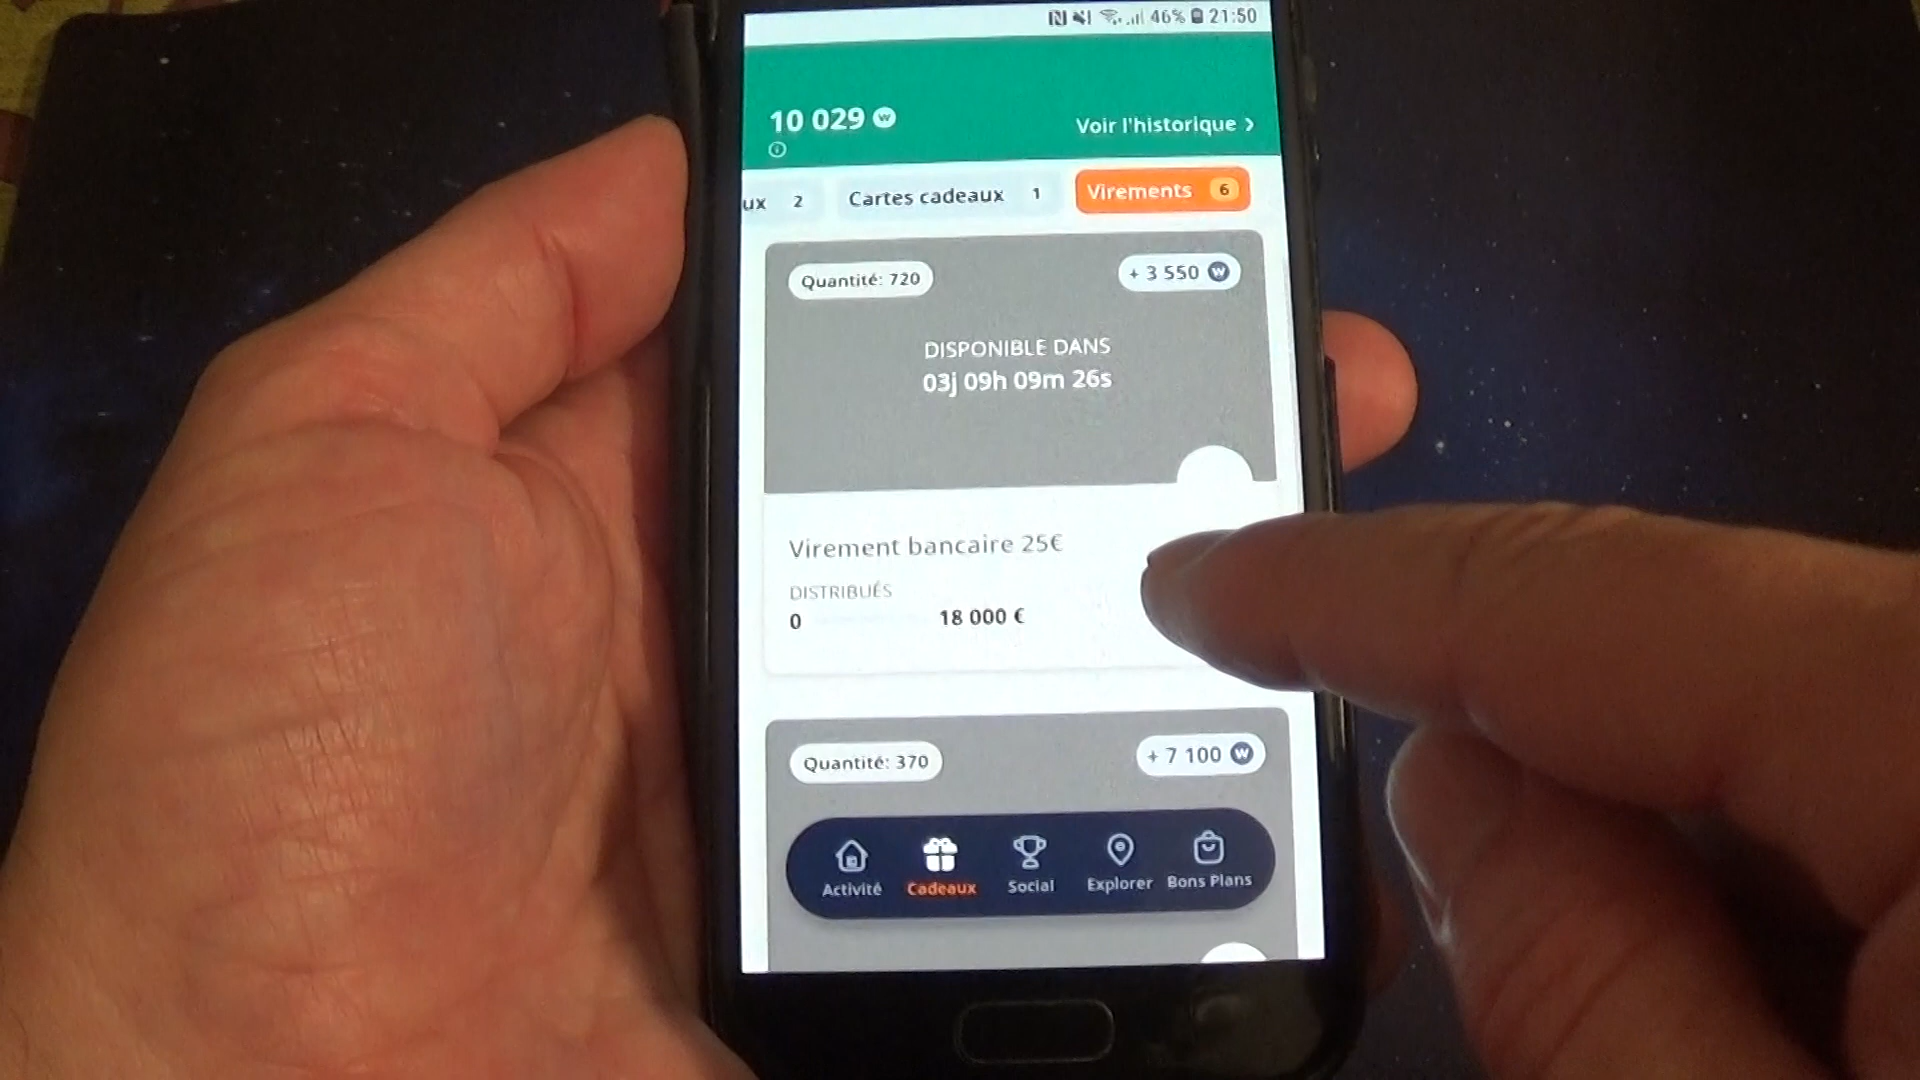 46% 21:50
10 029 W
Voir l'historique >
ux 2
Cartes cadeaux 1
Virements 6
Quantité: 720
+ 3 550 W
DISPONIBLE DANS
03j 09h 09m 26s
Virement bancaire 25€
DISTRIBUÉS
0
18 000 €
Quantité: 370
+ 7 100 W
Activité
Cadeaux
Social
Explorer
Bons Plans